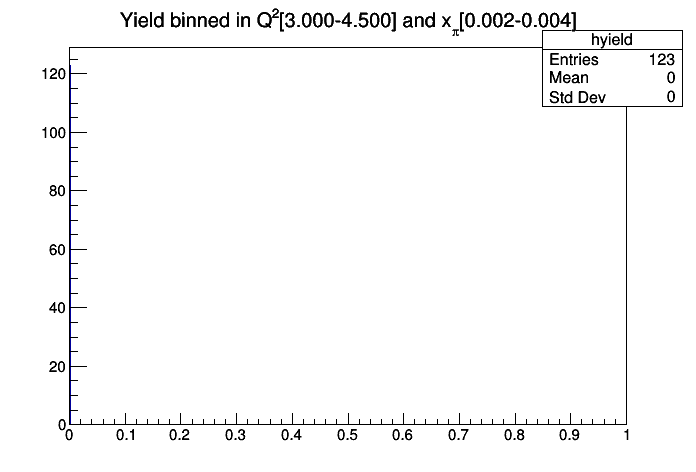 Yield binned in Q²[3.000-4.500] and xπ[0.002-0.004]
hyield
Entries 123
Mean 0
Std Dev 0
120
100
80
60
40
20
0
0 0.1 0.2 0.3 0.4 0.5 0.6 0.7 0.8 0.9 1